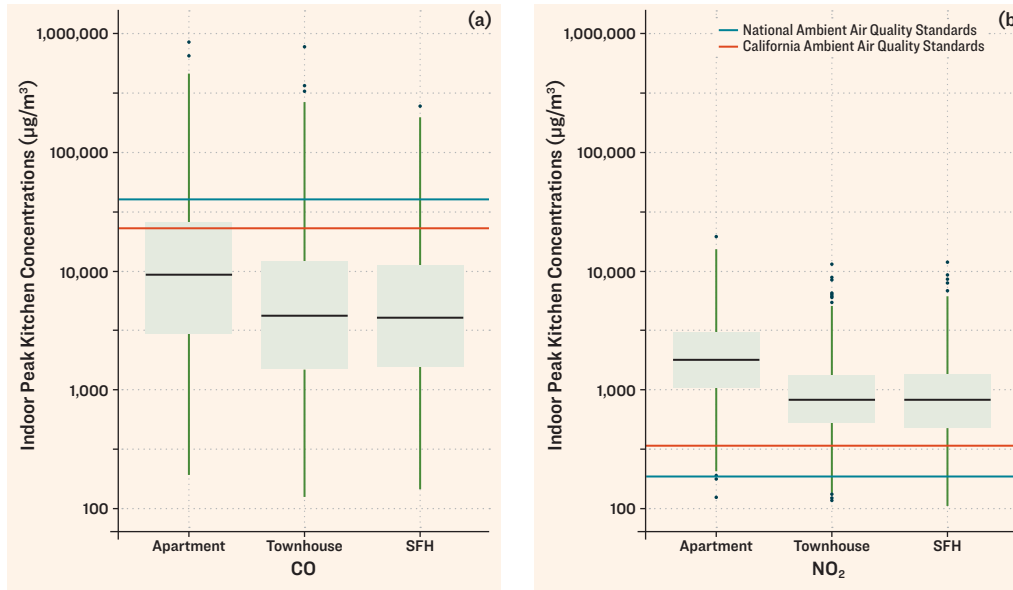 (a)
Indoor Peak Kitchen Concentrations (µg/m³)
1,000,000
100,000
10,000
1,000
100
Apartment
Townhouse
SFH
CO
(b
National Ambient Air Quality Standards
California Ambient Air Quality Standards
Indoor Peak Kitchen Concentrations (µg/m³)
1,000,000
100,000
10,000
1,000
100
Apartment
Townhouse
SFH
NO₂